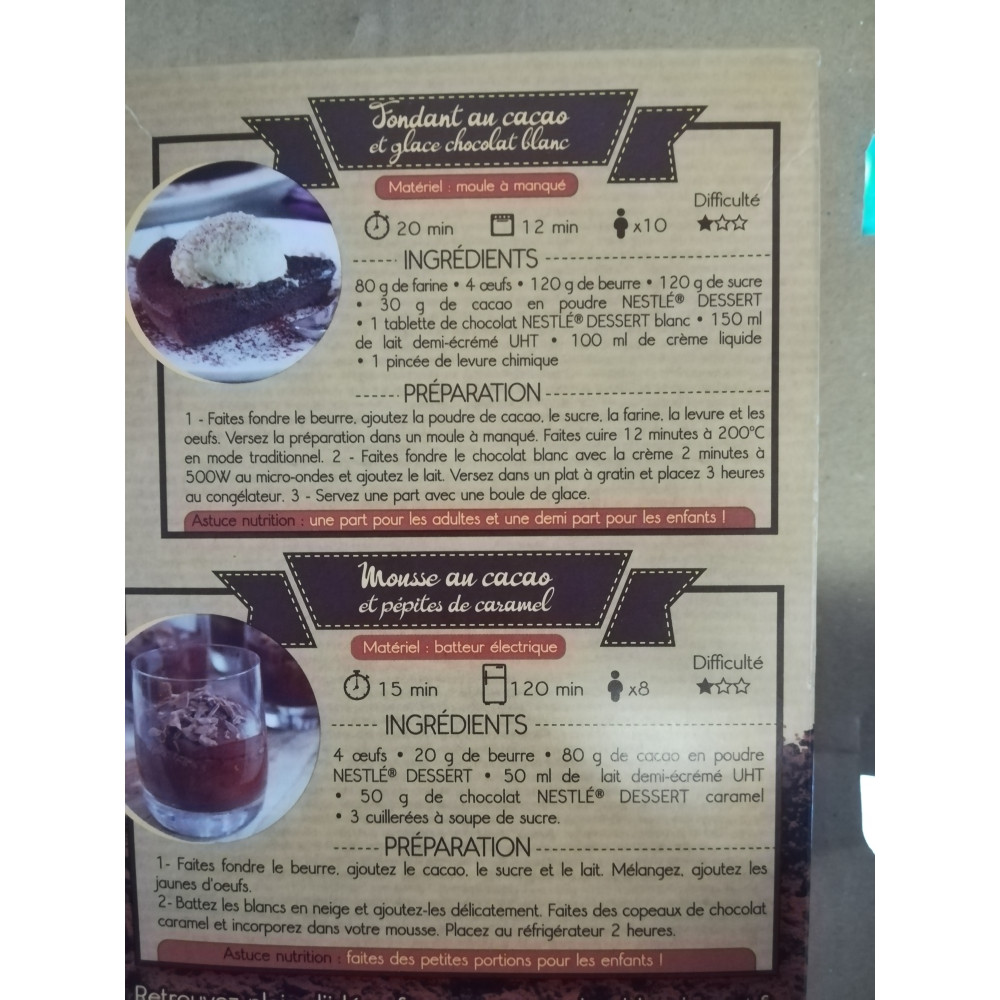 Fondant au cacao
et glace chocolat blanc
Matériel : moule à manqué
20 min 12 min x10 Difficulté
INGRÉDIENTS
80 g de farine • 4 œufs • 120 g de beurre • 120 g de sucre
• 30 g de cacao en poudre NESTLÉ® DESSERT
• 1 tablette de chocolat NESTLÉ® DESSERT blanc • 150 ml
de lait demi-écrémé UHT • 100 ml de crème liquide
• 1 pincée de levure chimique
PRÉPARATION
1 - Faites fondre le beurre, ajoutez la poudre de cacao, le sucre, la farine, la levure et les
oeufs. Versez la préparation dans un moule à manqué. Faites cuire 12 minutes à 200°C
en mode traditionnel. 2 - Faites fondre le chocolat blanc avec la crème 2 minutes à
500W au micro-ondes et ajoutez le lait. Versez dans un plat à gratin et placez 3 heures
au congélateur. 3 - Servez une part avec une boule de glace.
Astuce nutrition : une part pour les adultes et une demi part pour les enfants !
Mousse au cacao
et pépites de caramel
Matériel : batteur électrique
15 min 120 min x8 Difficulté
INGRÉDIENTS
4 œufs • 20 g de beurre • 80 g de cacao en poudre
NESTLÉ® DESSERT • 50 ml de lait demi-écrémé UHT
• 50 g de chocolat NESTLÉ® DESSERT caramel
• 3 cuillerées à soupe de sucre.
PRÉPARATION
1- Faites fondre le beurre, ajoutez le cacao, le sucre et le lait. Mélangez, ajoutez les
jaunes d'oeufs.
2- Battez les blancs en neige et ajoutez-les délicatement. Faites des copeaux de chocolat
caramel et incorporez dans votre mousse. Placez au réfrigérateur 2 heures.
Astuce nutrition : faites des petites portions pour les enfants !
Retrouvez